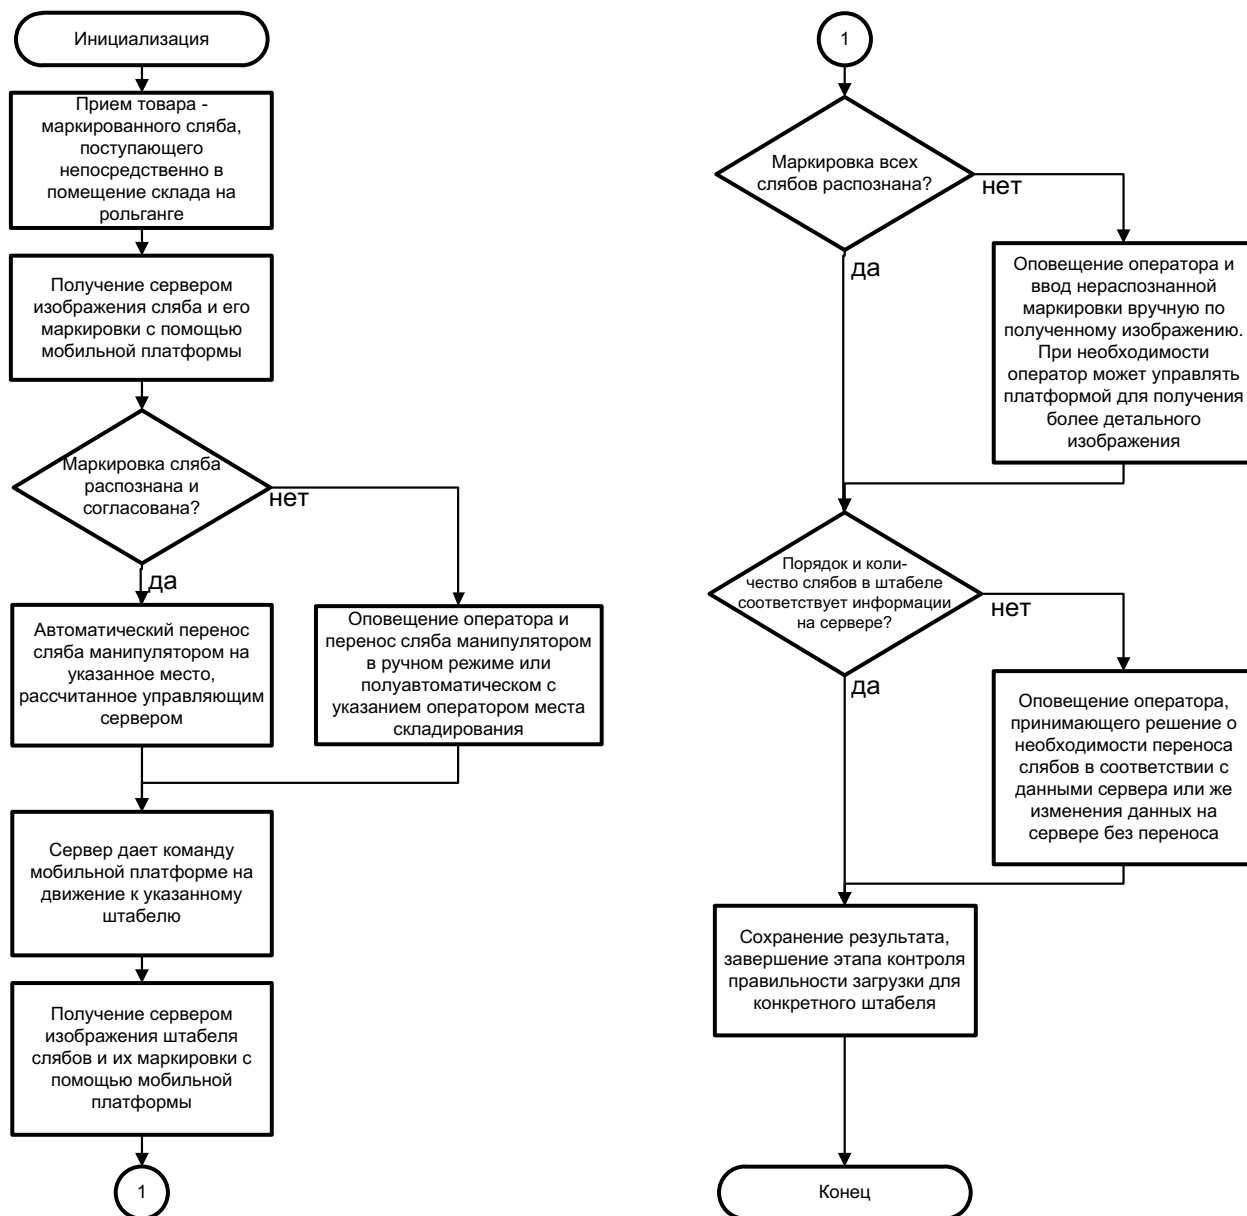 Инициализация
Прием товара -
маркированного сляба,
поступающего
непосредственно в
помещение склада на
рольганге
Получение сервером
изображения сляба и его
маркировки с помощью
мобильной платформы
Маркировка сляба
распознана и
согласована?
нет
да
Автоматический перенос
сляба манипулятором на
указанное место,
рассчитанное управляющим
сервером
Оповещение оператора и
перенос сляба манипулятором
в ручном режиме или
полуавтоматическом с
указанием оператором места
складирования
Сервер дает команду
мобильной платформе на
движение к указанному
штабелю
Получение сервером
изображения штабеля
слябов и их маркировки с
помощью мобильной
платформы
1
1
Маркировка всех
слябов распознана?
нет
да
Оповещение оператора и
ввод нераспознанной
маркировки вручную по
полученному изображению.
При необходимости
оператор может управлять
платформой для получения
более детального
изображения
Порядок и коли-
чество слябов в штабеле
соответствует информации
на сервере?
нет
да
Оповещение оператора,
принимающего решение о
необходимости переноса
слябов в соответствии с
данными сервера или же
изменения данных на
сервере без переноса
Сохранение результата,
завершение этапа контроля
правильности загрузки для
конкретного штабеля
Конец